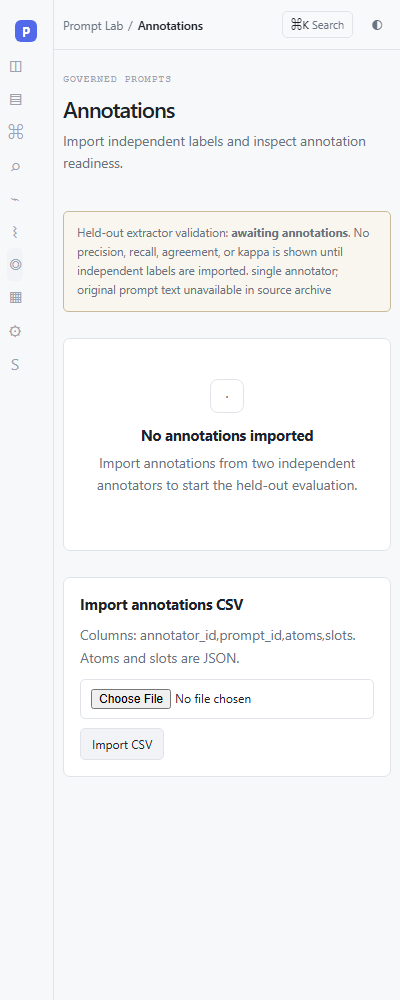 p
Prompt Lab / Annotations
⌘K Search
GOVERNED PROMPTS
Annotations
Import independent labels and inspect annotation
readiness.
Held-out extractor validation: awaiting annotations. No
precision, recall, agreement, or kappa is shown until
independent labels are imported. single annotator;
original prompt text unavailable in source archive
No annotations imported
Import annotations from two independent
annotators to start the held-out evaluation.
Import annotations CSV
Columns: annotator_id,prompt_id,atoms,slots.
Atoms and slots are JSON.
Choose File No file chosen
Import CSV
S